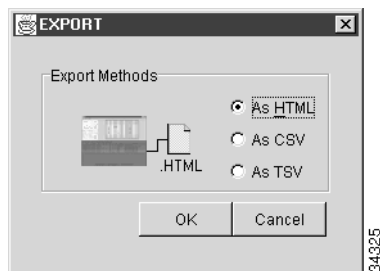 EXPORT
Export Methods
As HTML
As CSV
.HTML
As TSV
OK Cancel
34325